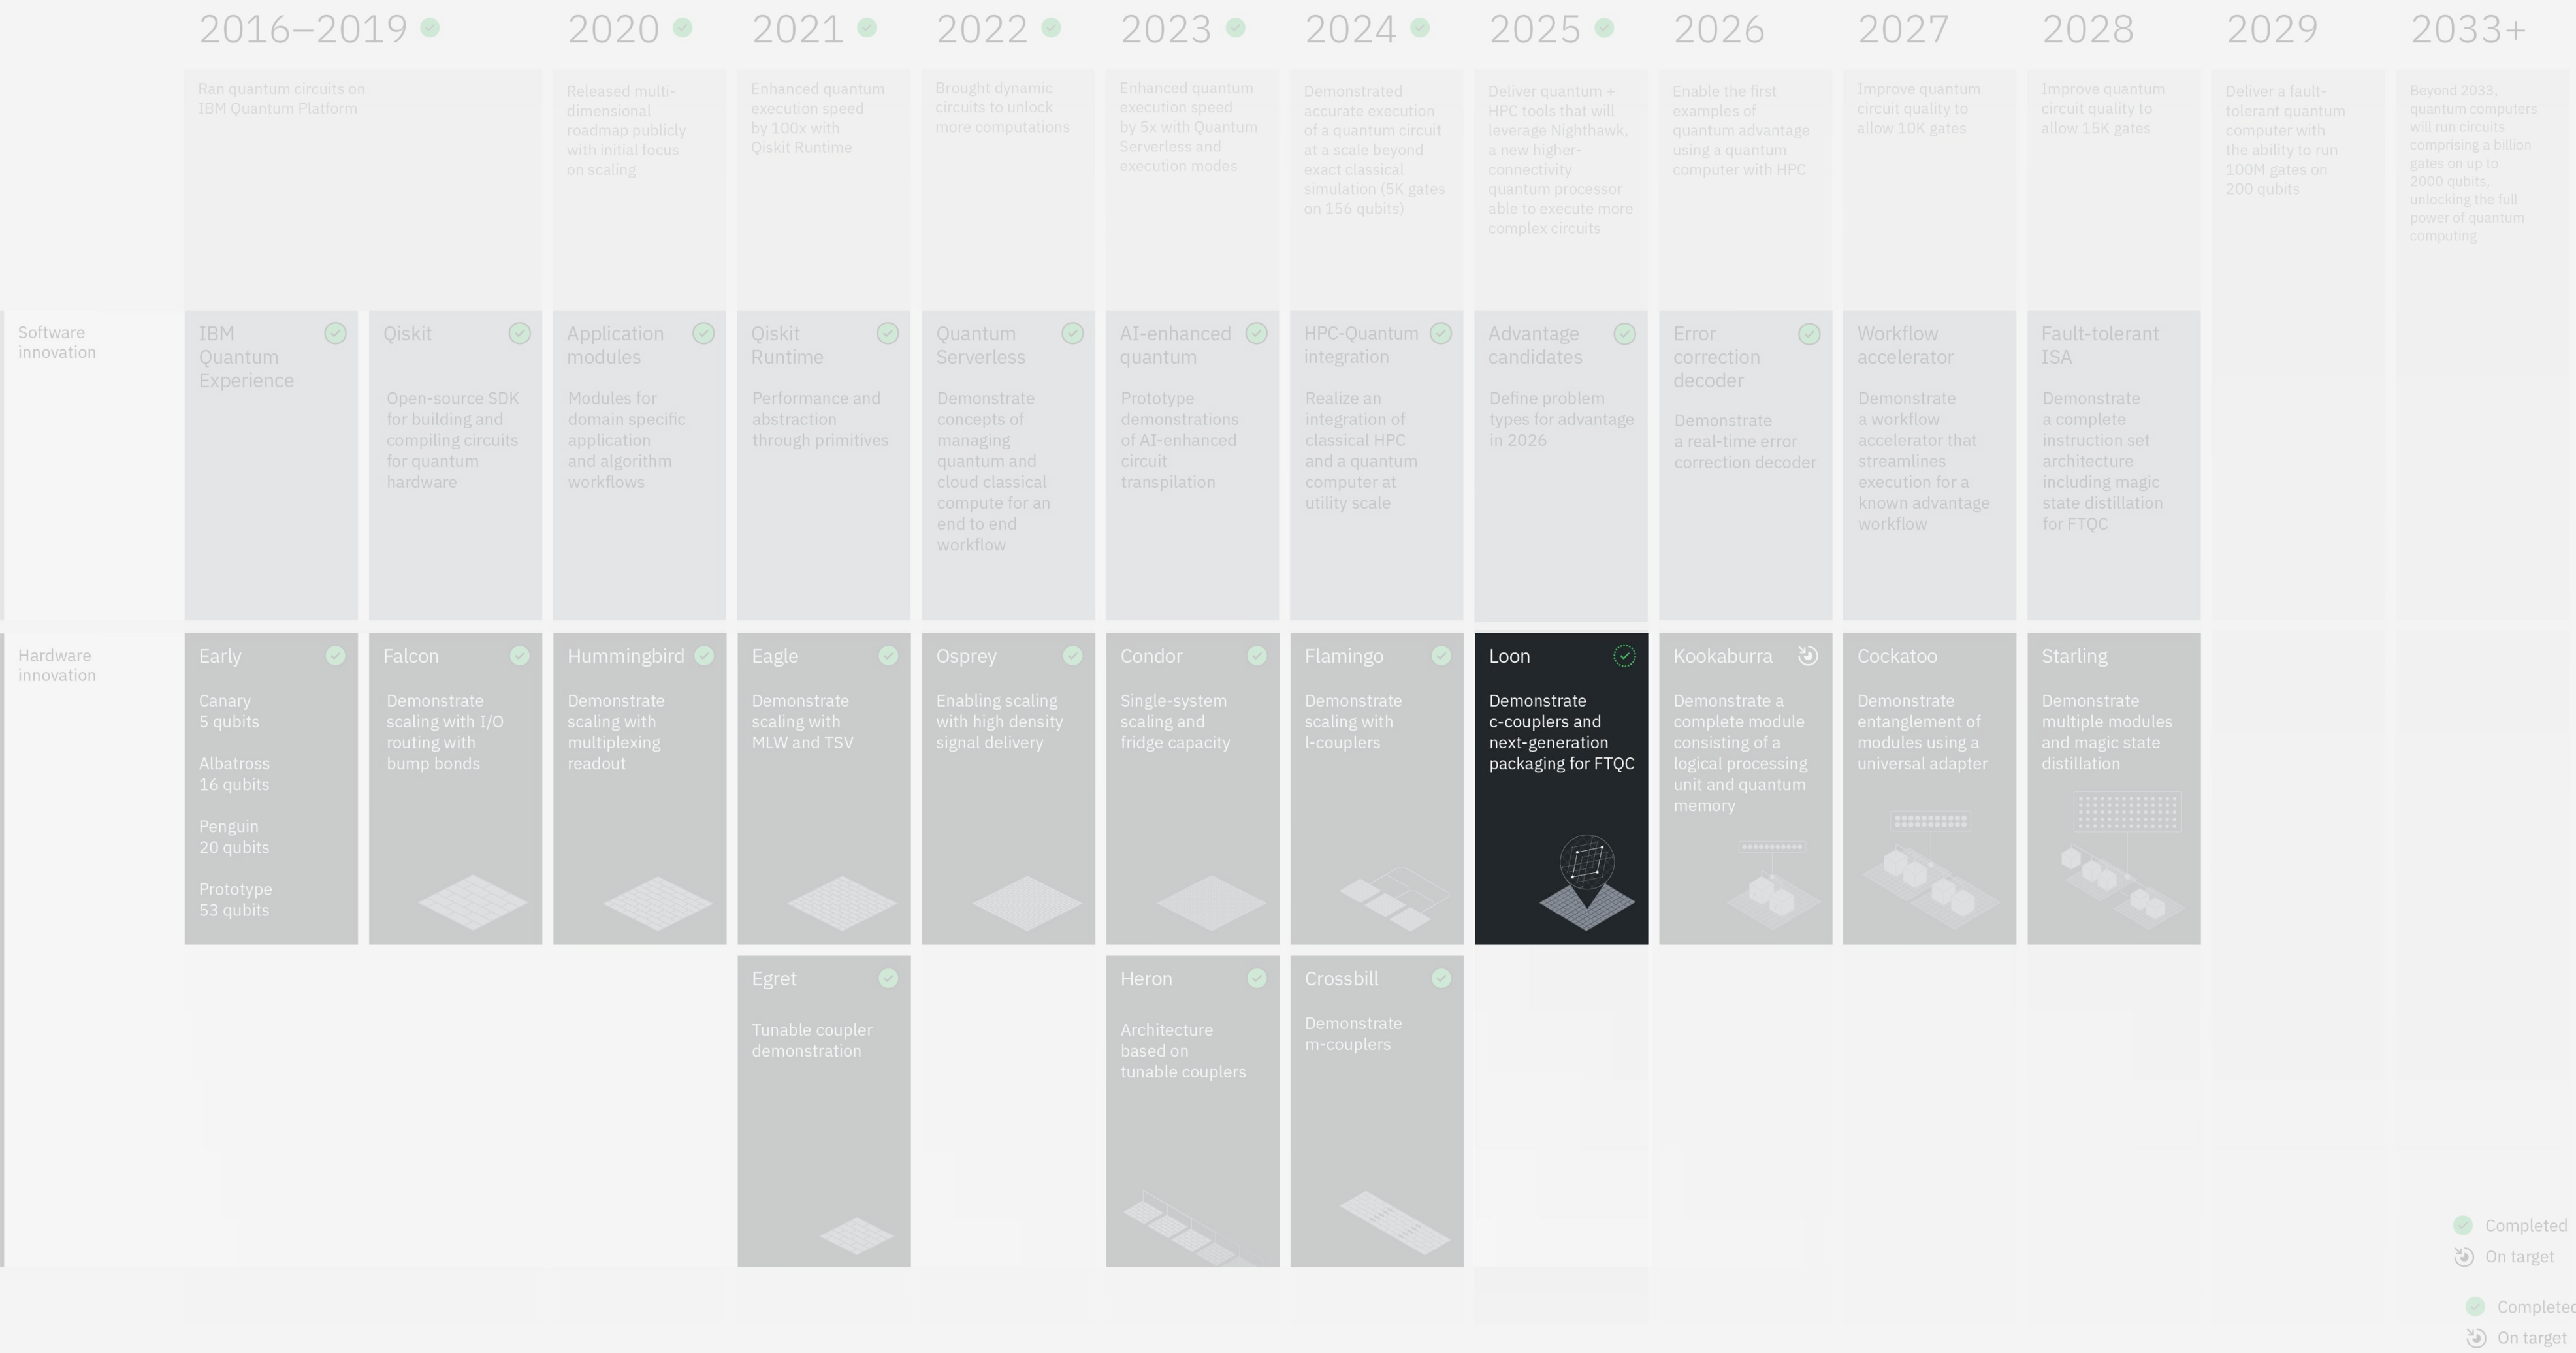 2016–2019
2020
2021
2022
2023
2024
2025
2026
2027
2028
2029
2033+
Ran quantum circuits on
IBM Quantum Platform
Released multi-
dimensional
roadmap publicly
with initial focus
on scaling
Enhanced quantum
execution speed
by 100x with
Qiskit Runtime
Brought dynamic
circuits to unlock
more computations
Enhanced quantum
execution speed
by 5x with Quantum
Serverless and
execution modes
Demonstrated
accurate execution
of a quantum circuit
at a scale beyond
exact classical
simulation (5K gates
on 156 qubits)
Deliver quantum +
HPC tools that will
leverage Nighthawk,
a new higher-
connectivity
quantum processor
able to execute more
complex circuits
Enable the first
examples of
quantum advantage
using a quantum
computer with HPC
Improve quantum
circuit quality to
allow 10K gates
Improve quantum
circuit quality to
allow 15K gates
Deliver a fault-
tolerant quantum
computer with
the ability to run
100M gates on
200 qubits
Beyond 2033,
quantum computers
will run circuits
comprising a billion
gates on up to
2000 qubits,
unlocking the full
power of quantum
computing
Software
innovation
IBM
Quantum
Experience
Qiskit
Open-source SDK
for building and
compiling circuits
for quantum
hardware
Application
modules
Modules for
domain specific
application
and algorithm
workflows
Qiskit
Runtime
Performance and
abstraction
through primitives
Quantum
Serverless
Demonstrate
concepts of
managing
quantum and
cloud classical
compute for an
end to end
workflow
AI-enhanced
quantum
Prototype
demonstrations
of AI-enhanced
circuit
transpilation
HPC-Quantum
integration
Realize an
integration of
classical HPC
and a quantum
computer at
utility scale
Advantage
candidates
Define problem
types for advantage
in 2026
Error
correction
decoder
Demonstrate
a real-time error
correction decoder
Workflow
accelerator
Demonstrate
a workflow
accelerator that
streamlines
execution for a
known advantage
workflow
Fault-tolerant
ISA
Demonstrate
a complete
instruction set
architecture
including magic
state distillation
for FTQC
Hardware
innovation
Early
Canary
5 qubits
Albatross
16 qubits
Penguin
20 qubits
Prototype
53 qubits
Falcon
Demonstrate
scaling with I/O
routing with
bump bonds
Hummingbird
Demonstrate
scaling with
multiplexing
readout
Eagle
Demonstrate
scaling with
MLW and TSV
Osprey
Enabling scaling
with high density
signal delivery
Condor
Single-system
scaling and
fridge capacity
Flamingo
Demonstrate
scaling with
l-couplers
Loon
Demonstrate
c-couplers and
next-generation
packaging for FTQC
Kookaburra
Demonstrate a
complete module
consisting of a
logical processing
unit and quantum
memory
Cockatoo
Demonstrate
entanglement of
modules using a
universal adapter
Starling
Demonstrate
multiple modules
and magic state
distillation
Egret
Tunable coupler
demonstration
Heron
Architecture
based on
tunable couplers
Crossbill
Demonstrate
m-couplers
Completed
On target
Completed
On target